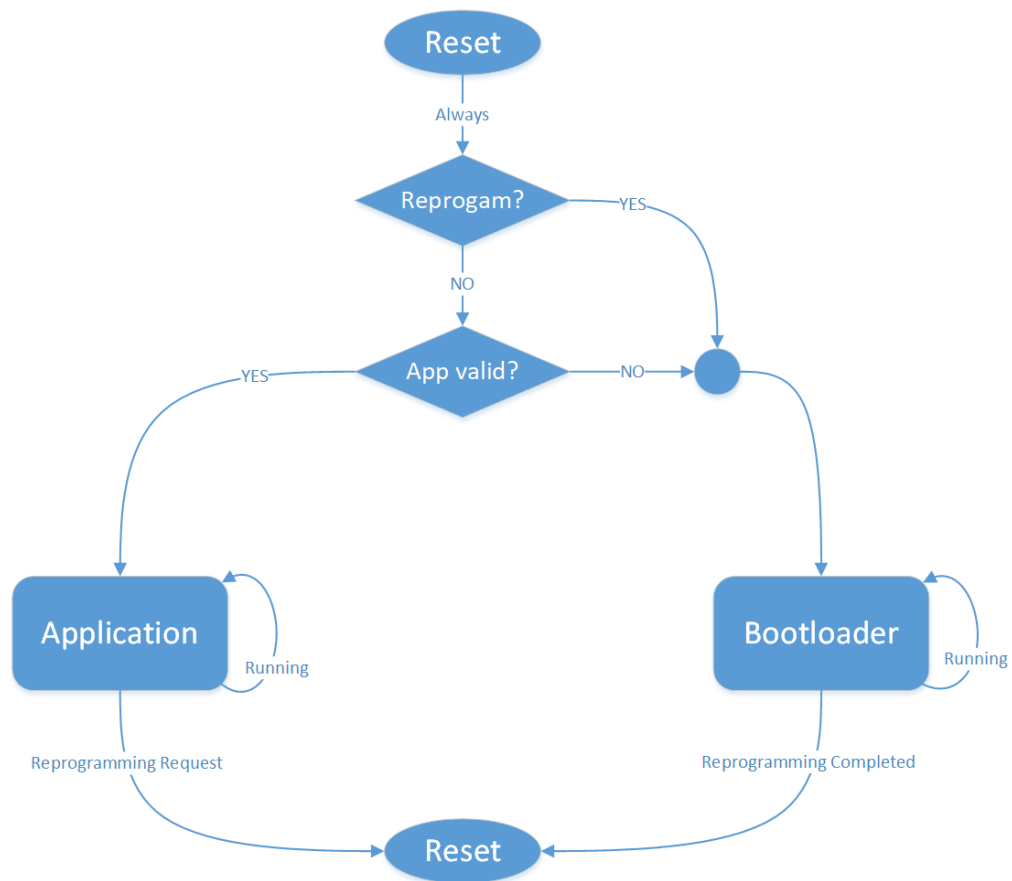 Reset
Always
Reprogam?
YES
NO
App valid?
YES
NO
Application
Running
Bootloader
Running
Reprogramming Request
Reprogramming Completed
Reset